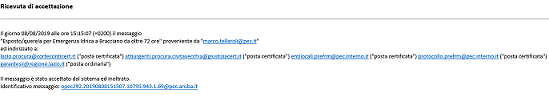 Ricevuta di accettazione
Il giorno 08/08/2019 alle ore 15:15:07 (+0200) il messaggio
"Esposto/querela per Emergenza Idrica a Bracciano da oltre 72 ore" proveniente da "marco.tellaroli@pec.it"
ed indirizzato a:
lazio.procura@corteconticert.it ("posta certificata") attiurgenti.procura.civitavecchia@giustiziacert.it ("posta certificata") entilocali.prefrm@pec.interno.it ("posta certificata") protocollo.prefrm@pec.interno.it ("posta certificata")
garantesii@regione.lazio.it ("posta ordinaria")
Il messaggio è stato accettato dal sistema ed inoltrato.
Identificativo messaggio: opec292.20190808151507.10795.943.1.69@pec.aruba.it